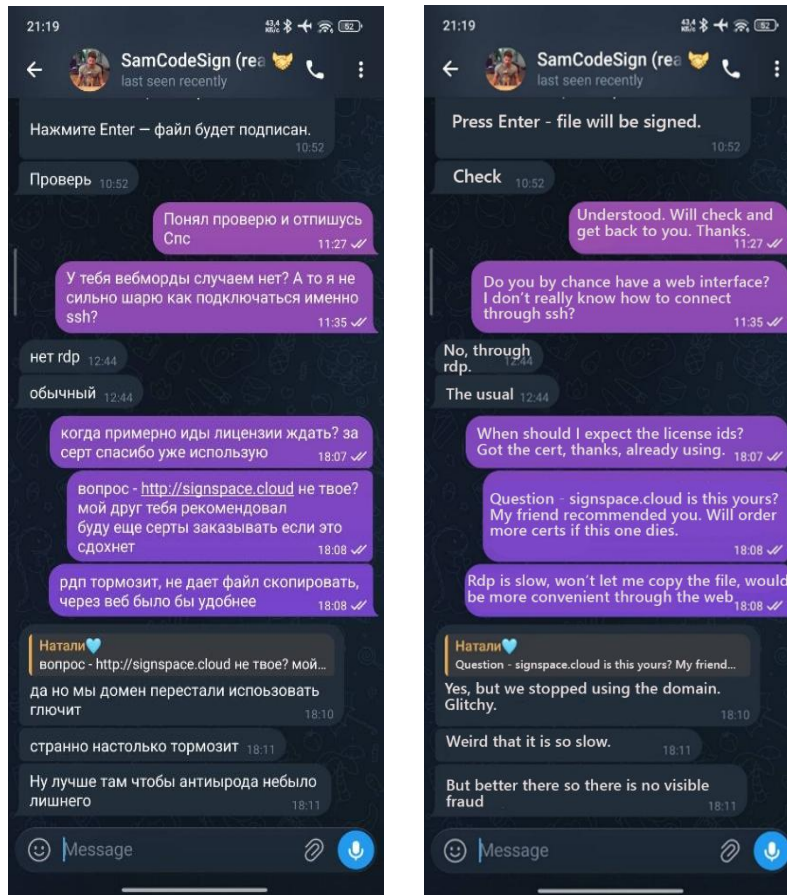 21:19
43,4
КБ/с
52
SamCodeSign (rea
last seen recently
Нажмите Enter – файл будет подписан.
10:52
Проверь 10:52
Понял проверю и отпишусь
Спс
11:27
У тебя вебморды случаем нет? А то я не
сильно шарю как подключаться именно
ssh?
11:35
нет rdp 12:44
обычный 12:44
когда примерно иды лицензии ждать? за
серт спасибо уже использую
18:07
вопрос - http://signspace.cloud не твое?
мой друг тебя рекомендовал
буду еще серты заказывать если это
сдохнет
18:08
рдп тормозит, не дает файл скопировать,
через веб было бы удобнее
18:08
Натали
вопрос - http://signspace.cloud не твое? мой...
да но мы домен перестали испоьзовать
глючит
18:10
странно настолько тормозит 18:11
Ну лучше там чтобы антиырода небыло
лишнего
18:11
Message
21:19
43,4
КБ/с
52
SamCodeSign (rea
last seen recently
Press Enter - file will be signed.
10:52
Check 10:52
Understood. Will check and
get back to you. Thanks.
11:27
Do you by chance have a web interface?
I don't really know how to connect
through ssh?
11:35
No, through
rdp. 12:44
The usual 12:44
When should I expect the license ids?
Got the cert, thanks, already using. 18:07
Question - signspace.cloud is this yours?
My friend recommended you. Will order
more certs if this one dies.
18:08
Rdp is slow, won't let me copy the file, would
be more convenient through the web 18:08
Натали
Question - signspace.cloud is this yours? My friend...
Yes, but we stopped using the domain.
Glitchy.
18:10
Weird that it is so slow. 18:11
But better there so there is no visible
fraud
18:11
Message